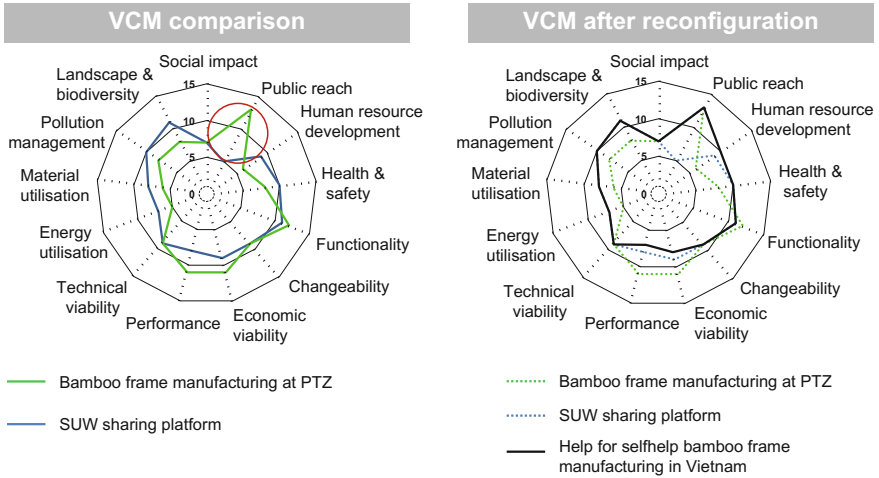 VCM comparison
Social impact
Landscape &
biodiversity
Public reach
Human resource
development
Pollution
management
Health &
safety
Material
utilisation
Functionality
Energy
utilisation
Changeability
Technical
viability
Economic
viability
Performance
15
10
5
0
Bamboo frame manufacturing at PTZ
SUW sharing platform
VCM after reconfiguration
Social impact
Landscape &
biodiversity
Public reach
Human resource
development
Pollution
management
Health &
safety
Material
utilisation
Functionality
Energy
utilisation
Changeability
Technical
viability
Economic
viability
Performance
15
10
5
0
Bamboo frame manufacturing at PTZ
SUW sharing platform
Help for selfhelp bamboo frame
manufacturing in Vietnam